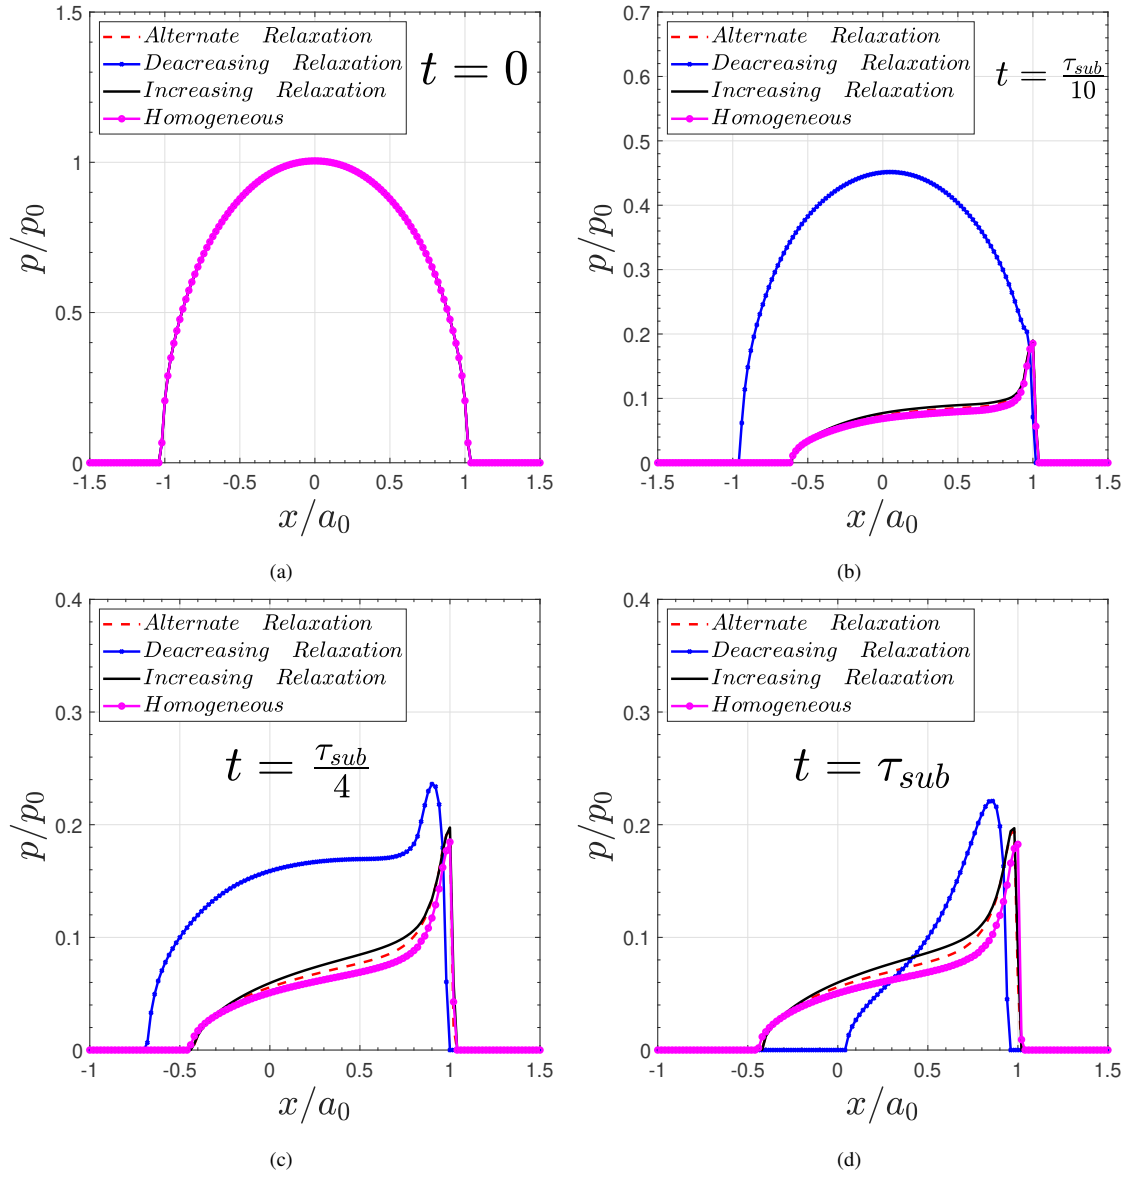 1.5
1
0.5
0
-1.5 -1 -0.5 0 0.5 1 1.5
p/p₀
x/a₀
Alternate Relaxation
Deacreasing Relaxation
Increasing Relaxation
Homogeneous
t = 0
(a)
0.7
0.6
0.5
0.4
0.3
0.2
0.1
0
-1.5 -1 -0.5 0 0.5 1 1.5
p/p₀
x/a₀
Alternate Relaxation
Deacreasing Relaxation
Increasing Relaxation
Homogeneous
t = τ_sub/10
(b)
0.4
0.3
0.2
0.1
0
-1 -0.5 0 0.5 1 1.5
p/p₀
x/a₀
Alternate Relaxation
Deacreasing Relaxation
Increasing Relaxation
Homogeneous
t = τ_sub/4
(c)
0.4
0.3
0.2
0.1
0
-1 -0.5 0 0.5 1 1.5
p/p₀
x/a₀
Alternate Relaxation
Deacreasing Relaxation
Increasing Relaxation
Homogeneous
t = τ_sub
(d)